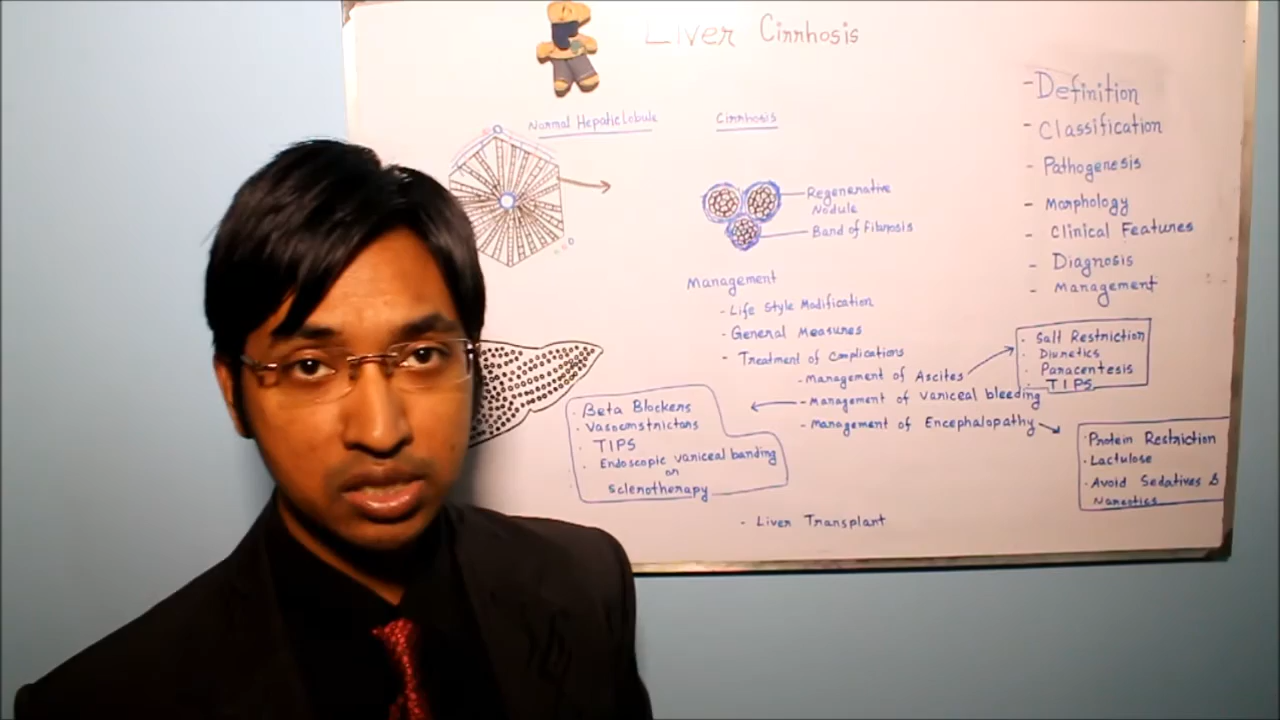 Liver Cirrhosis
Normal Hepatic Lobule
Cirrhosis
Regenerative
Nodule
Band of Fibrosis
- Definition
- Classification
- Pathogenesis
- Morphology
- Clinical Features
- Diagnosis
- Management
Management
- Life Style Modification
- General Measures
- Treatment of Complications
- Management of Ascites
- Management of variceal bleeding
- Management of Encephalopathy
· Salt Restriction
· Diuretics
· Paracentesis
· TIPS
· Beta Blockers
· Vasoconstrictors
· TIPS
· Endoscopic variceal banding
or
sclerotherapy
· Protein Restriction
· Lactulose
· Avoid Sedatives &
Narcotics
- Liver Transplant